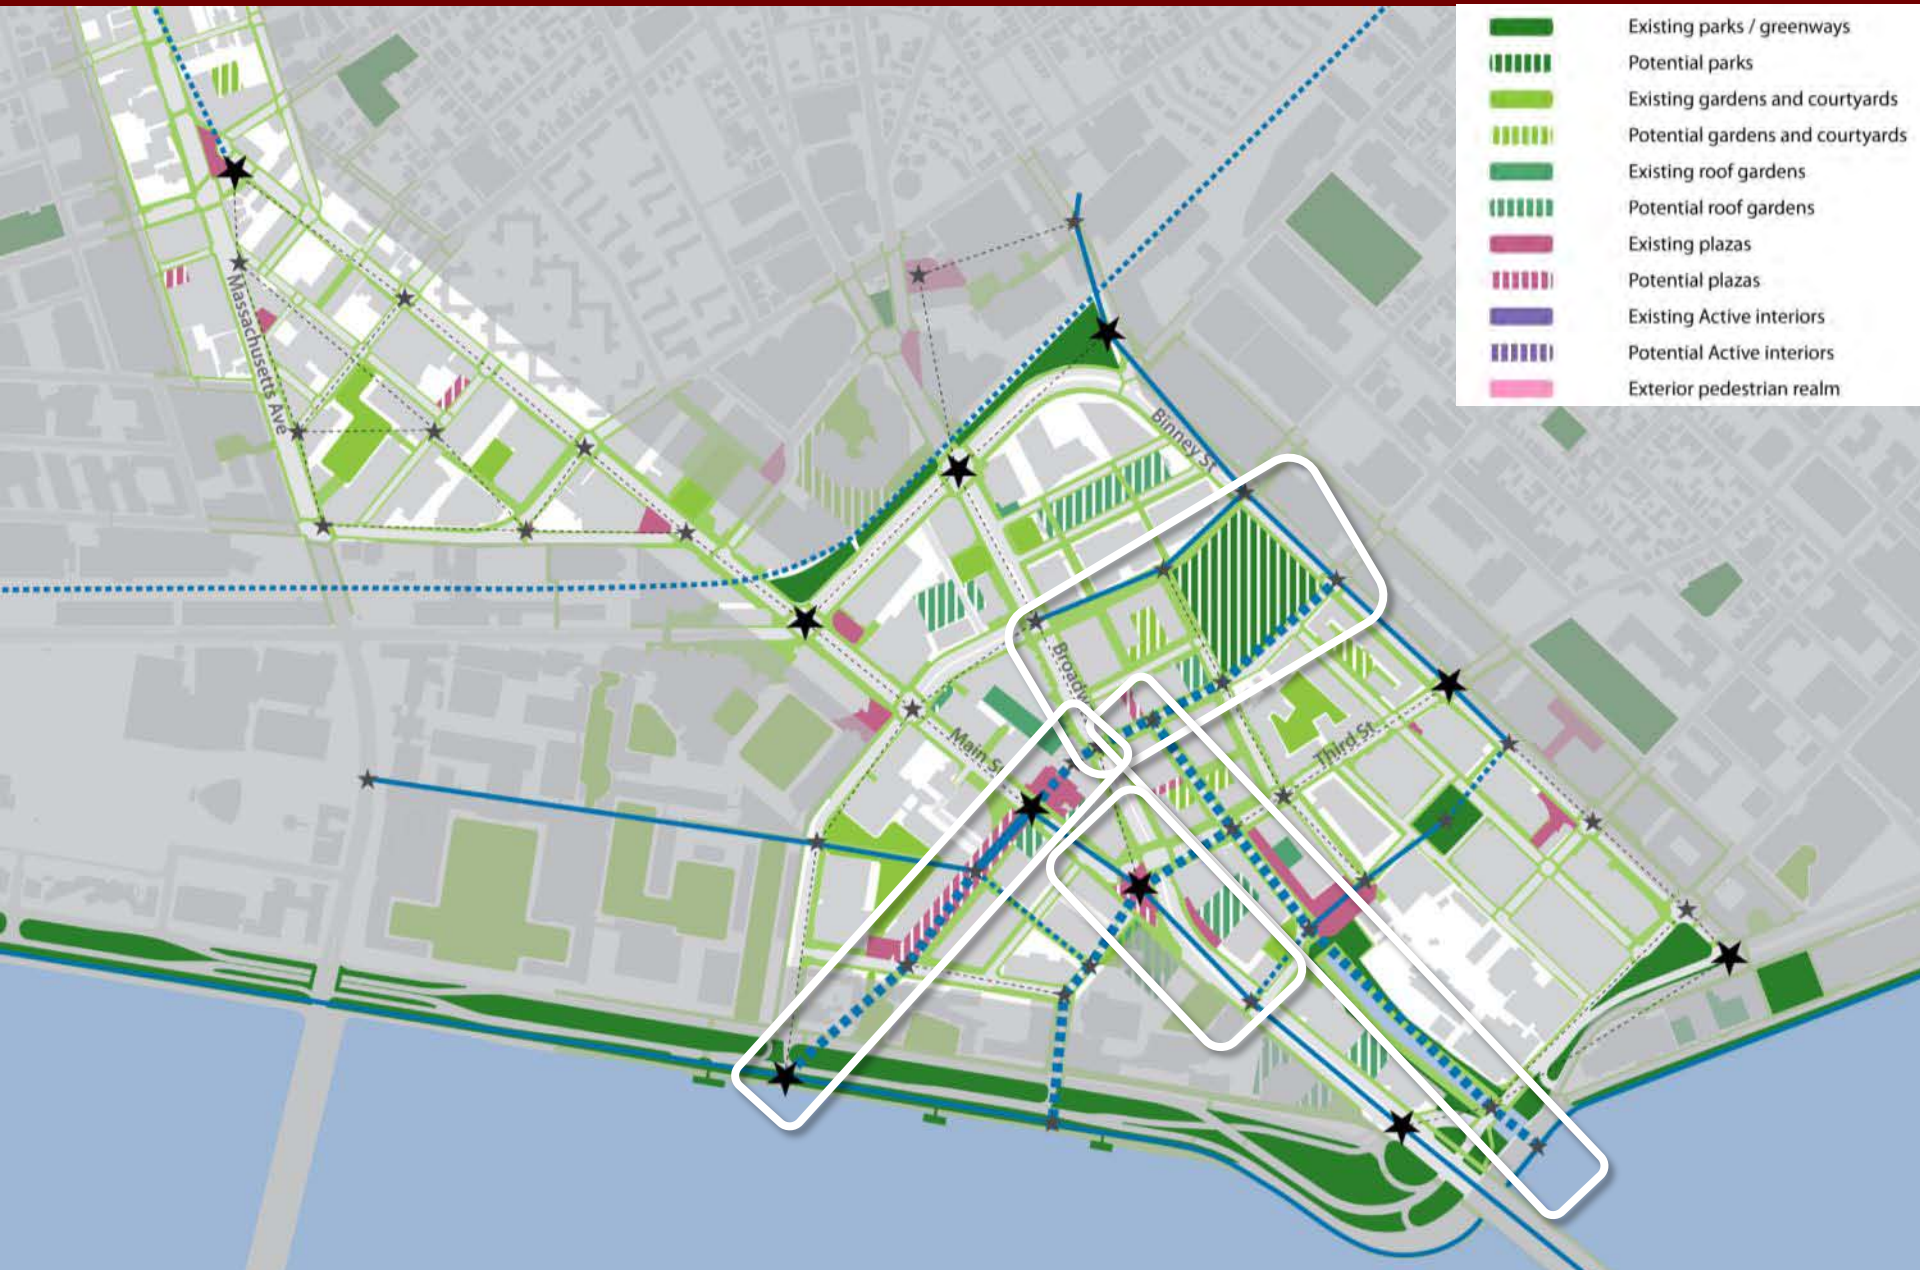 Existing parks / greenways
Potential parks
Existing gardens and courtyards
Potential gardens and courtyards
Existing roof gardens
Potential roof gardens
Existing plazas
Potential plazas
Existing Active interiors
Potential Active interiors
Exterior pedestrian realm
Massachusetts Ave
Binney St
Broadw
Main S
Third St